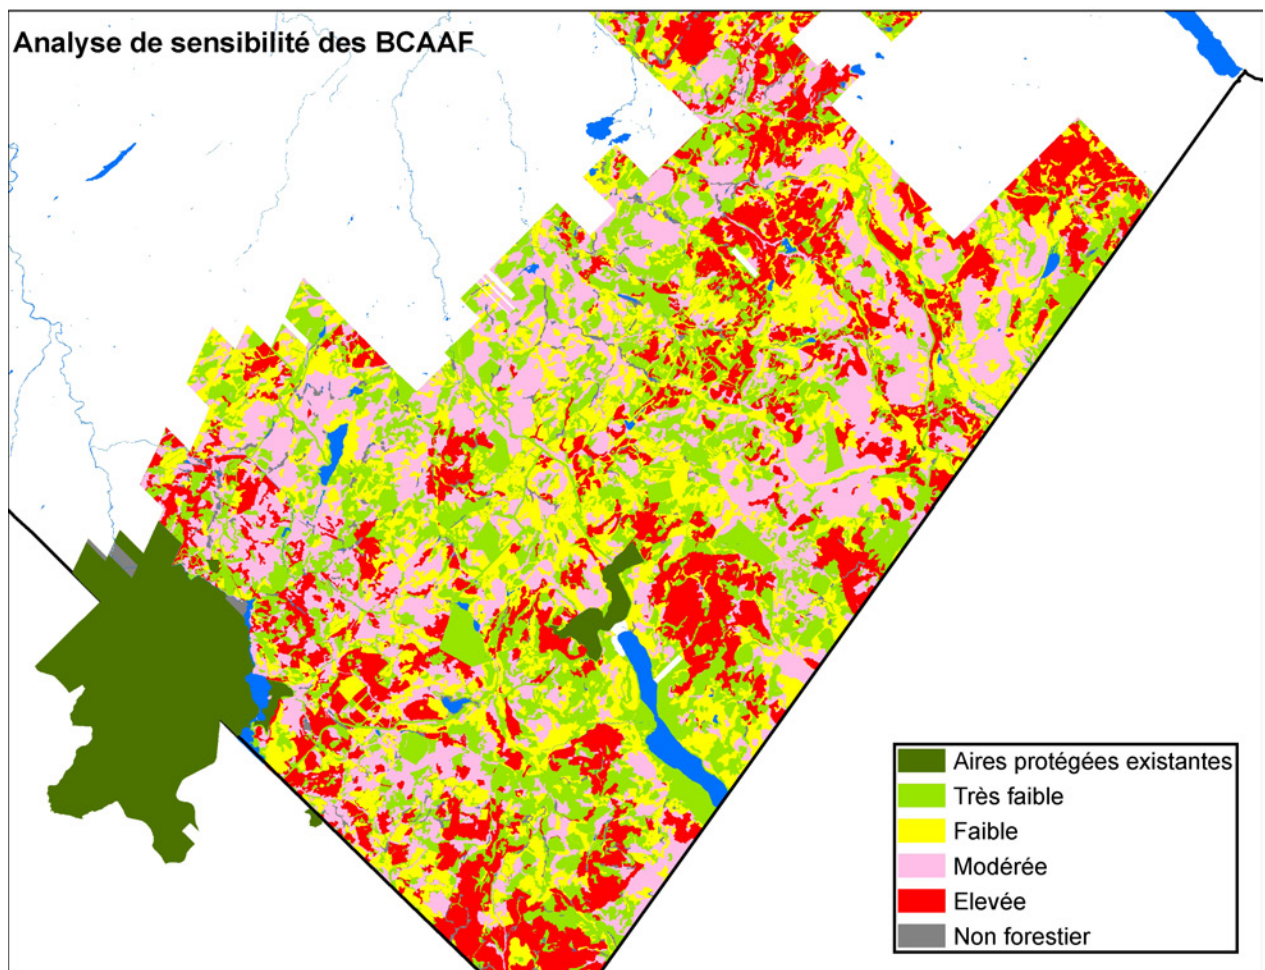 Analyse de sensibilité des BCAAF
Aires protégées existantes
Très faible
Faible
Modérée
Elevée
Non forestier